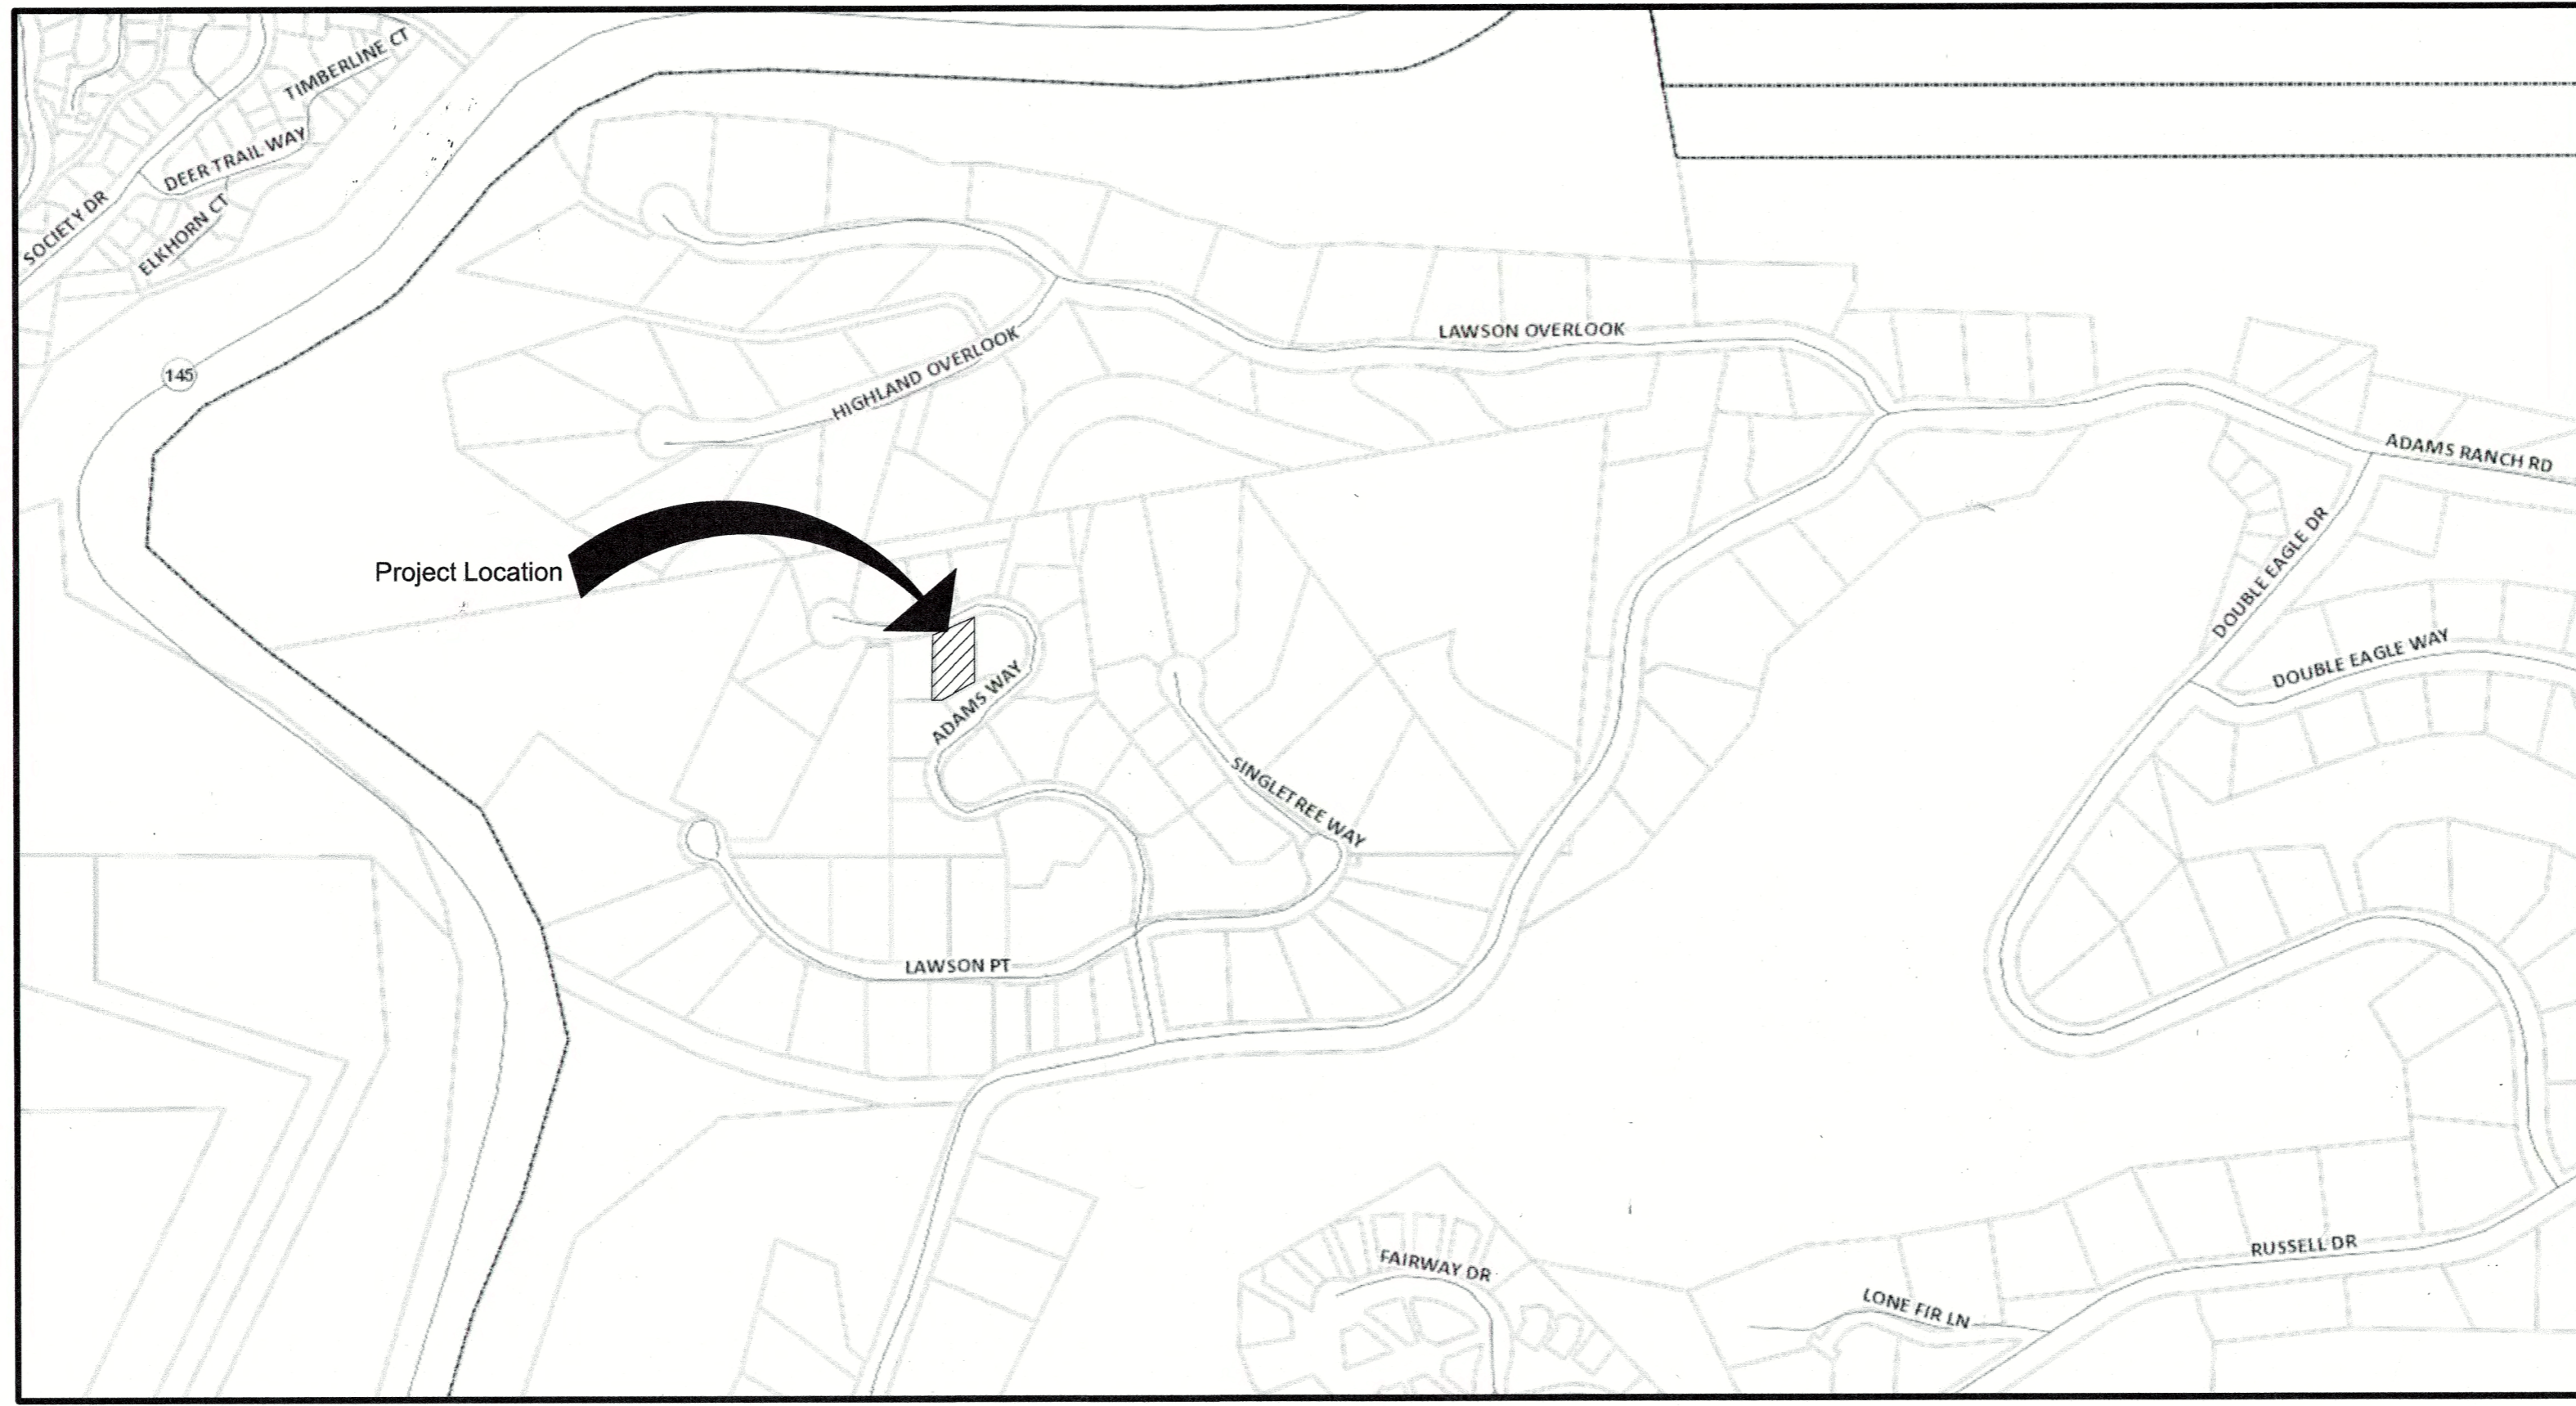 TIMBERLINE CT
DEER TRAIL WAY
SOCIETY DR
ELKHORN CT
145
LAWSON OVERLOOK
HIGHLAND OVERLOOK
ADAMS RANCH RD
Project Location
DOUBLE EAGLE DR
DOUBLE EAGLE WAY
ADAMS WAY
SINGLETREE WAY
LAWSON PT
FAIRWAY DR
RUSSELL DR
LONE FIR LN